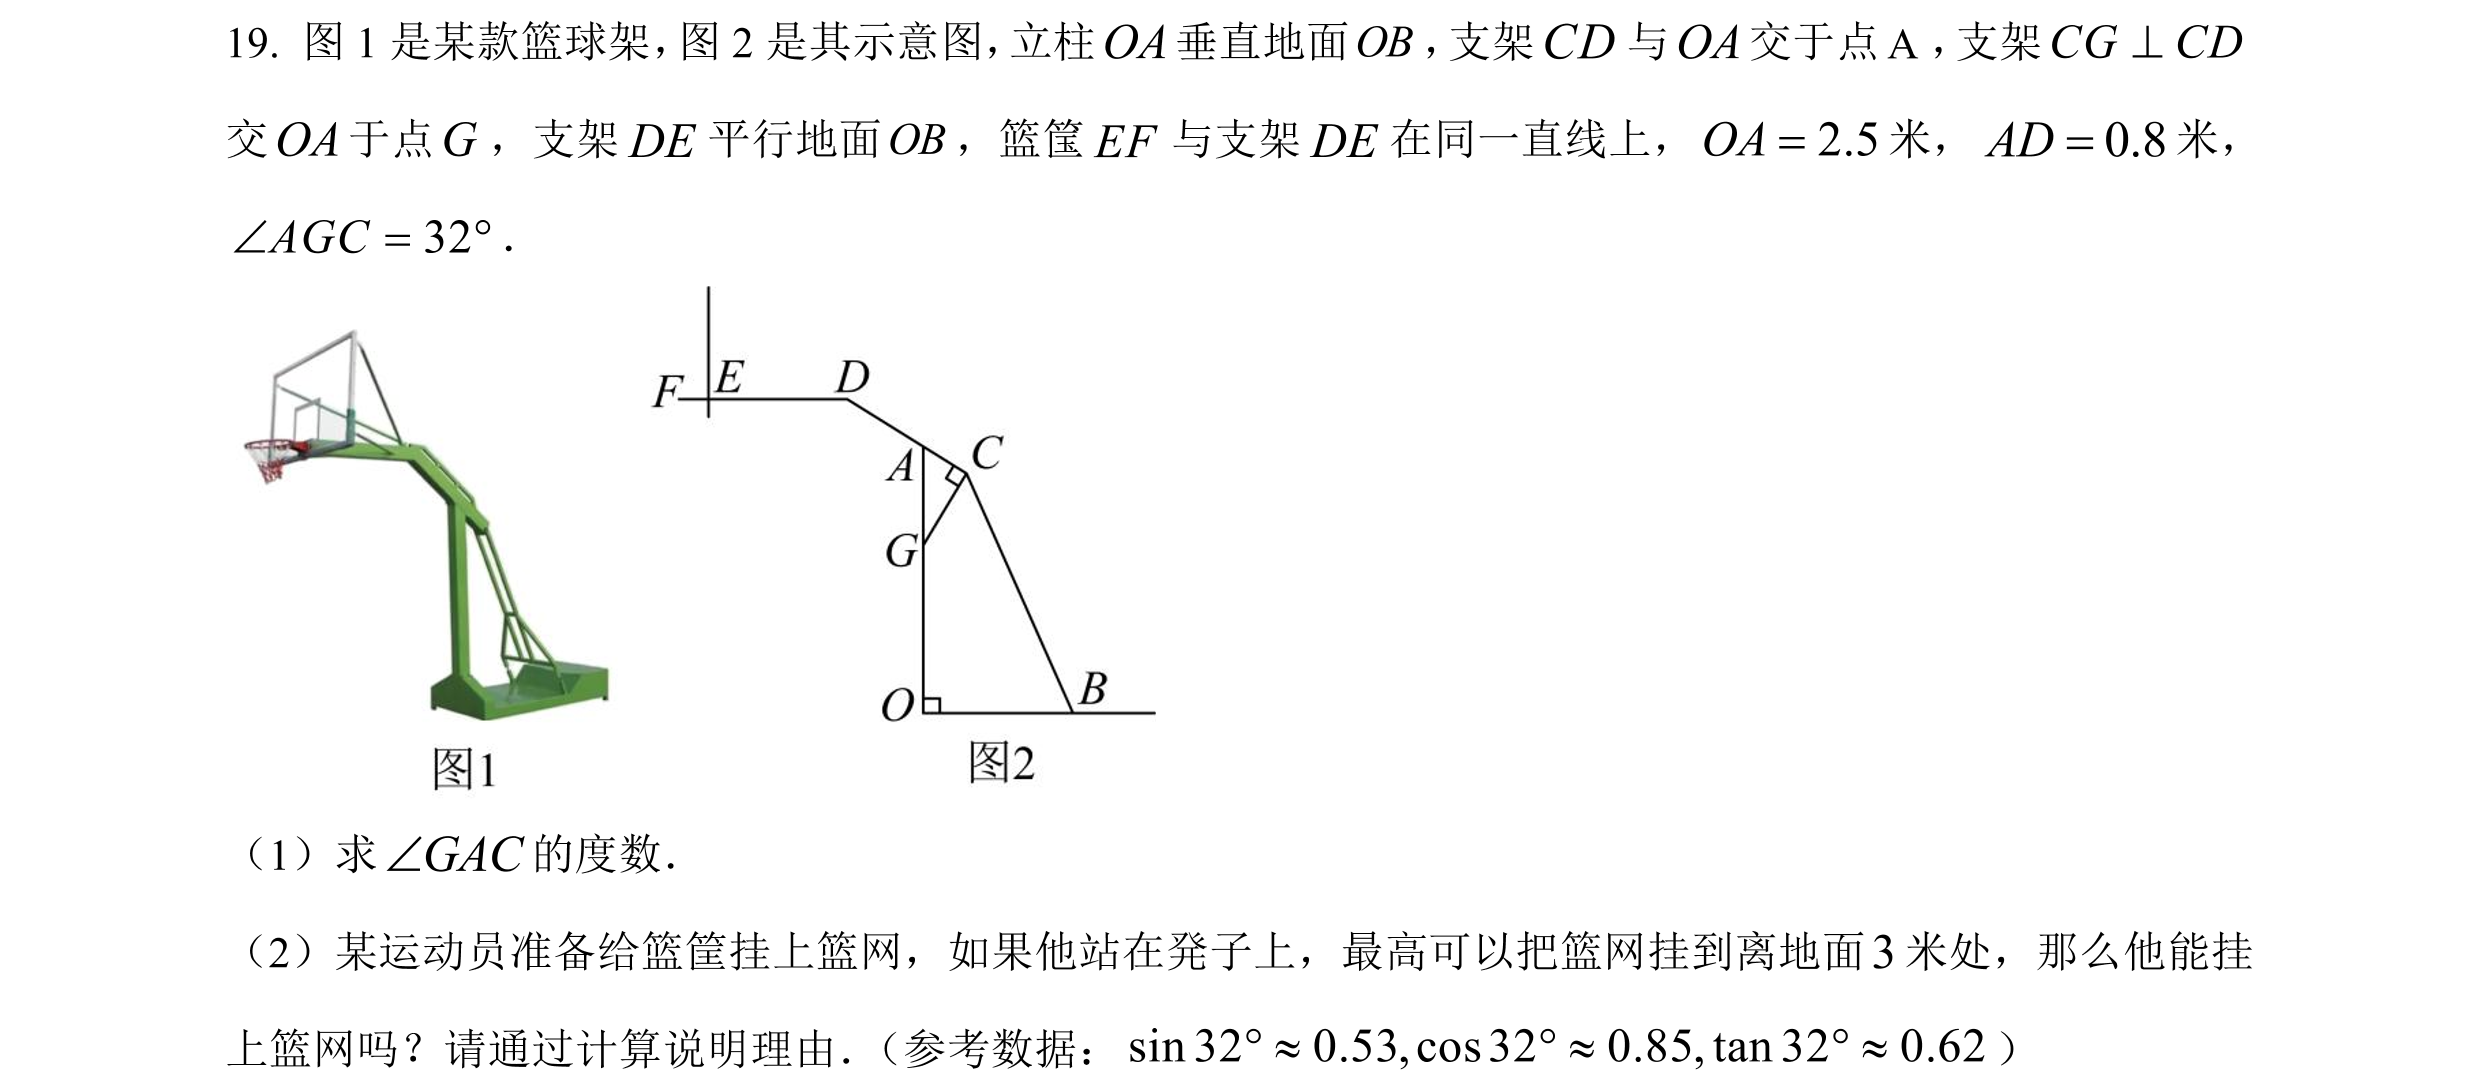 19. 图 1 是某款篮球架，图 2 是其示意图，立柱 OA 垂直地面 OB，支架 CD 与 OA 交于点 A，支架 CG ⊥ CD
交 OA 于点 G，支架 DE 平行地面 OB，篮筐 EF 与支架 DE 在同一直线上，OA = 2.5 米，AD = 0.8 米，
∠AGC = 32°．
F E D
A C
G
O B
图1 图2
（1）求 ∠GAC 的度数．
（2）某运动员准备给篮筐挂上篮网，如果他站在凳子上，最高可以把篮网挂到离地面 3 米处，那么他能挂
上篮网吗？请通过计算说明理由．（参考数据：sin 32° ≈ 0.53, cos 32° ≈ 0.85, tan 32° ≈ 0.62）